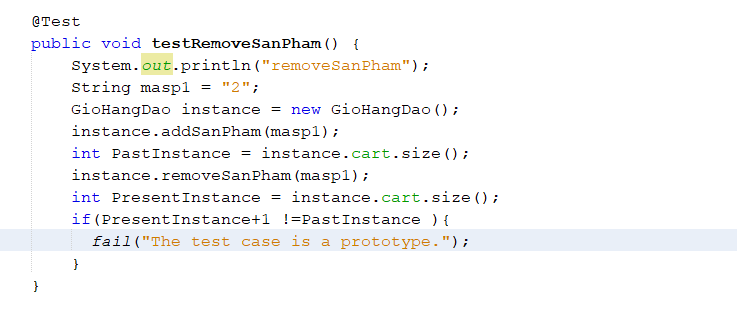 @Test
public void testRemoveSanPham() {
System.out.println("removeSanPham");
String masp1 = "2";
GioHangDao instance = new GioHangDao();
instance.addSanPham(masp1);
int PastInstance = instance.cart.size();
instance.removeSanPham(masp1);
int PresentInstance = instance.cart.size();
if(PresentInstance+1 !=PastInstance ){
fail("The test case is a prototype.");
}
}